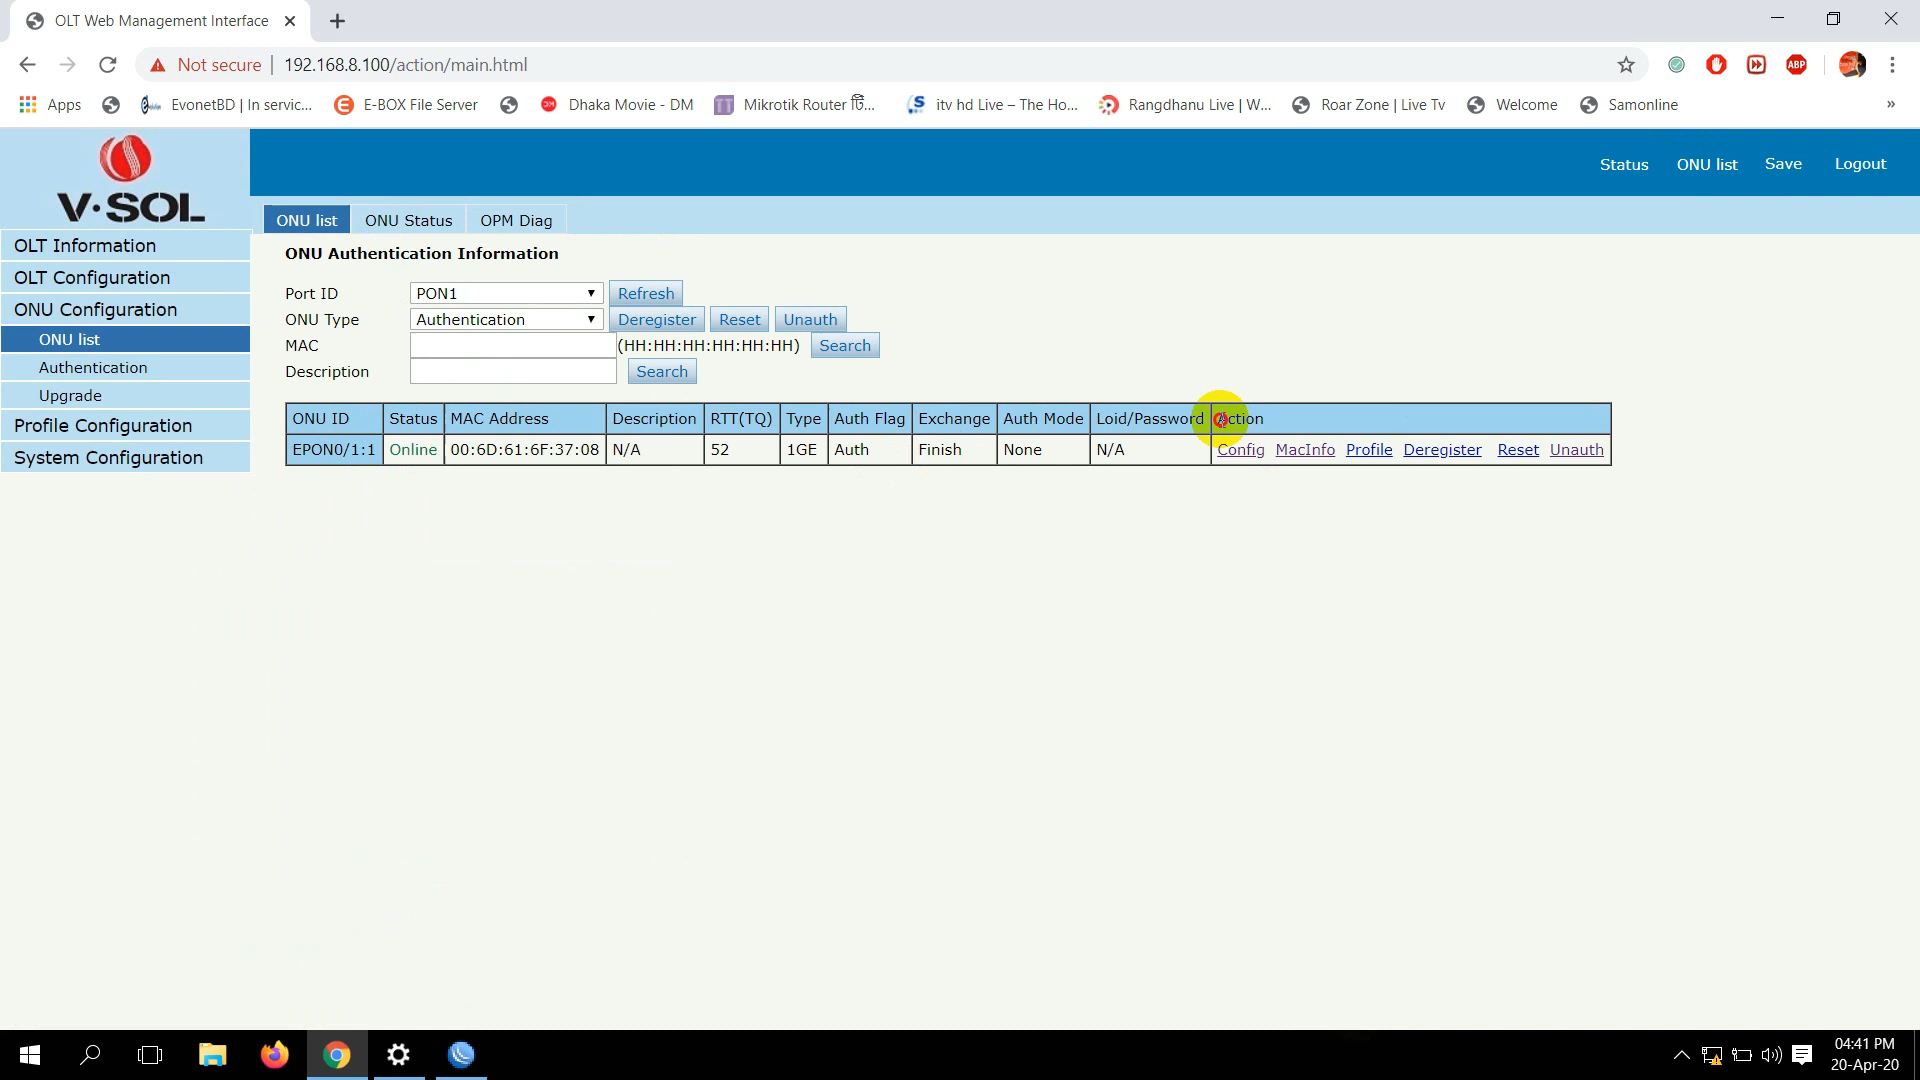 OLT Web Management Interface
Not secure | 192.168.8.100/action/main.html
ABP
Apps EvonetBD | In servic... E-BOX File Server Dhaka Movie - DM Mikrotik Router টি... itv hd Live – The Ho... Rangdhanu Live | W... Roar Zone | Live Tv Welcome Samonline »
V·SOL
Status ONU list Save Logout
ONU list ONU Status OPM Diag
OLT Information
OLT Configuration
ONU Configuration
ONU list
Authentication
Upgrade
Profile Configuration
System Configuration
ONU Authentication Information
Port ID PON1 Refresh
ONU Type Authentication Deregister Reset Unauth
MAC (HH:HH:HH:HH:HH:HH) Search
Description Search
ONU ID Status MAC Address Description RTT(TQ) Type Auth Flag Exchange Auth Mode Loid/Password Action
EPON0/1:1 Online 00:6D:61:6F:37:08 N/A 52 1GE Auth Finish None N/A Config MacInfo Profile Deregister Reset Unauth
04:41 PM
20-Apr-20